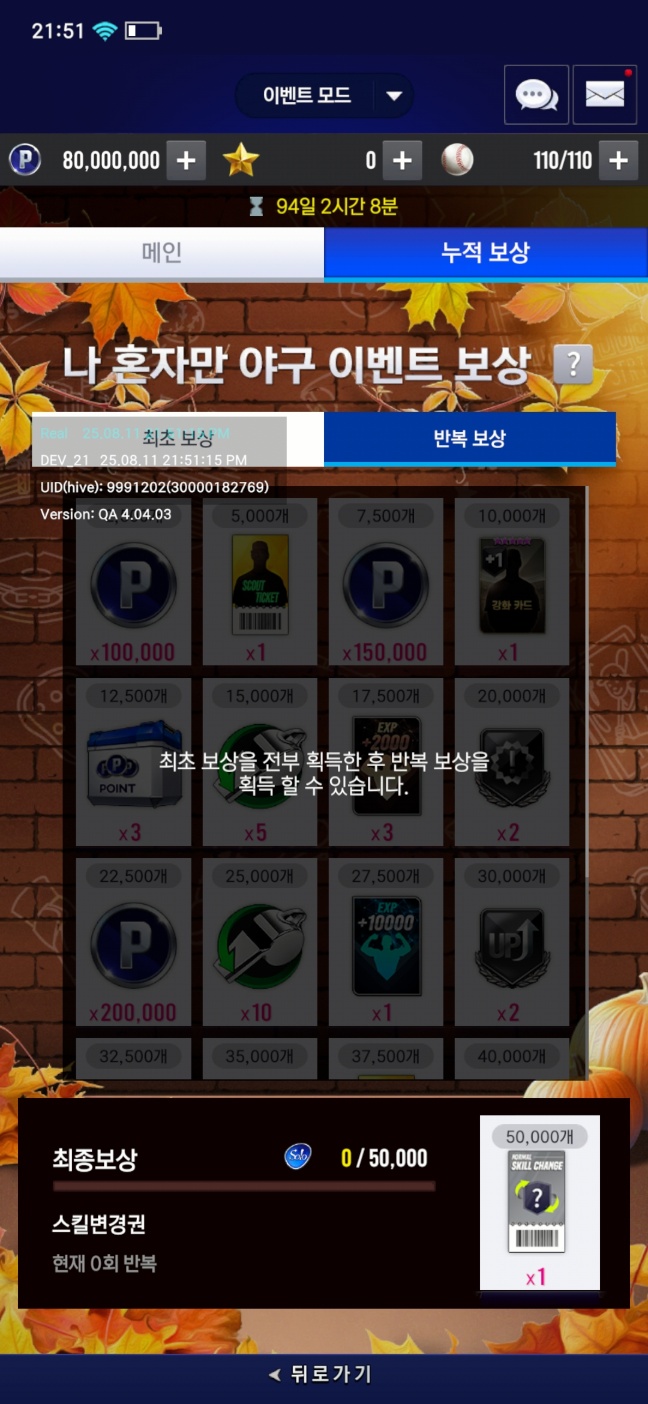 21:51
이벤트 모드
80,000,000
0
110/110
94일 2시간 8분
메인
누적 보상
나 혼자만 야구 이벤트 보상 ?
최초 보상
반복 보상
Real 25.08.11
DEV_21 25.08.11 21:51:15 PM
UID(hive): 9991202(30000182769)
Version: QA 4.04.03
5,000개
7,500개
10,000개
P
SCOUT
TICKET
P
+1
강화 카드
x100,000
x1
x150,000
x1
12,500개
15,000개
17,500개
20,000개
POINT
EXP
+2000
최초 보상을 전부 획득한 후 반복 보상을
획득 할 수 있습니다.
x3
x5
x3
x2
22,500개
25,000개
27,500개
30,000개
P
EXP
+10000
UP
x200,000
x10
x1
x2
32,500개
35,000개
37,500개
40,000개
최종보상
Solo
0 / 50,000
50,000개
NORMAL
SKILL CHANGE
?
스킬변경권
현재 0회 반복
x1
뒤로가기